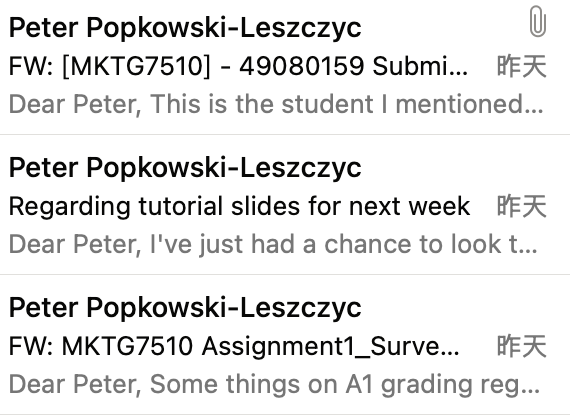 Peter Popkowski-Leszczyc
FW: [MKTG7510] - 49080159 Submi... 昨天
Dear Peter, This is the student I mentioned...
Peter Popkowski-Leszczyc
Regarding tutorial slides for next week 昨天
Dear Peter, I've just had a chance to look t...
Peter Popkowski-Leszczyc
FW: MKTG7510 Assignment1_Surve... 昨天
Dear Peter, Some things on A1 grading reg...